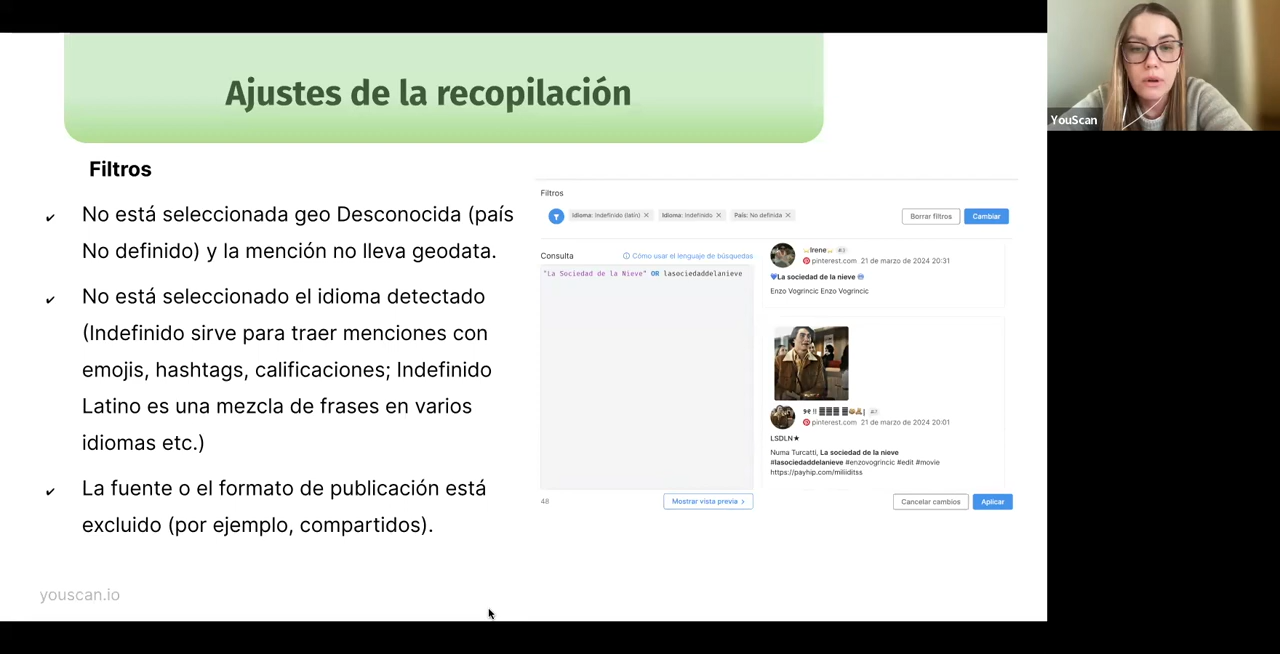 Ajustes de la recopilación
YouScan
Filtros
No está seleccionada geo Desconocida (país
No definido) y la mención no lleva geodata.
No está seleccionado el idioma detectado
(Indefinido sirve para traer menciones con
emojis, hashtags, calificaciones; Indefinido
Latino es una mezcla de frases en varios
idiomas etc.)
La fuente o el formato de publicación está
excluido (por ejemplo, compartidos).
youscan.io
Filtros
Idioma: Indefinido (latín) ✕ Idioma: Indefinido ✕ País: No definida ✕
Borrar filtros
Cambiar
Consulta
Cómo usar el lenguaje de búsquedas
"La Sociedad de la Nieve" OR lasociedaddelanieve
48
Mostrar vista previa >
Irene
pinterest.com 21 de marzo de 2024 20:31
💙La sociedad de la nieve
Enzo Vogrincic Enzo Vogrincic
pinterest.com 21 de marzo de 2024 20:01
LSDLN★
Numa Turcatti, La sociedad de la nieve
#lasociedaddelanieve #enzovogrincic #edit #movie
https://payhip.com/miliiditss
Cancelar cambios
Aplicar